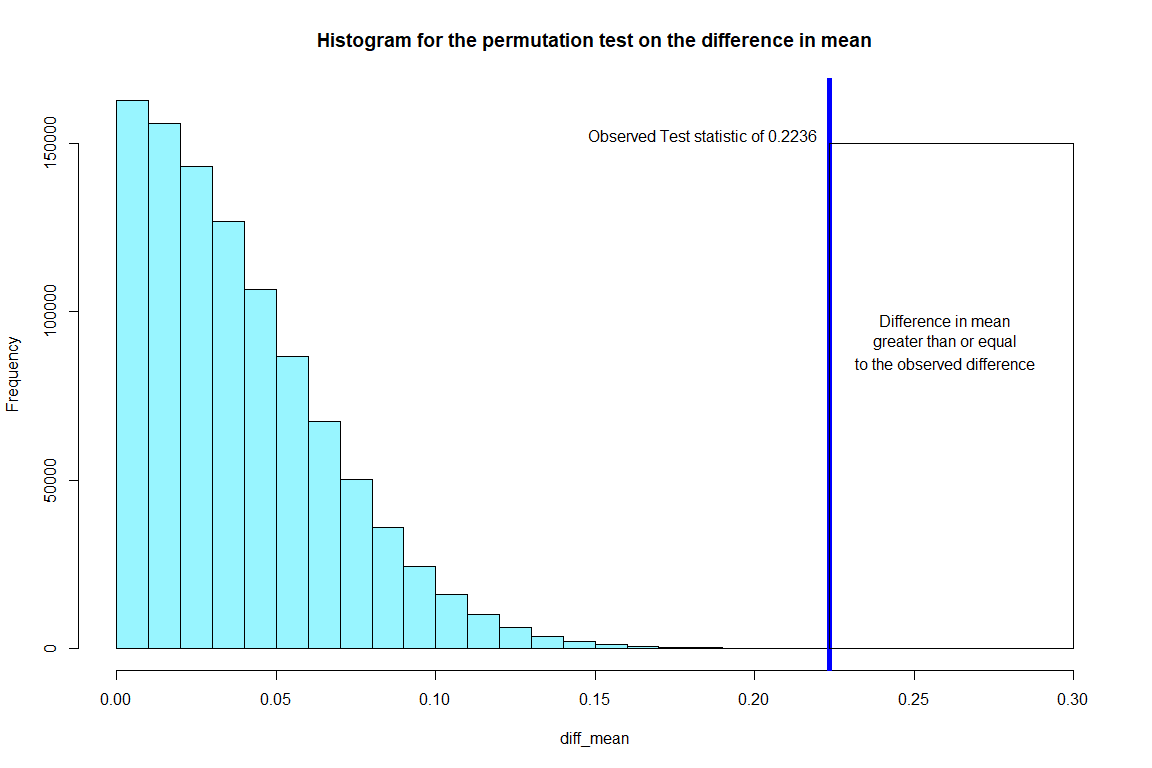 Histogram for the permutation test on the difference in mean
Observed Test statistic of 0.2236
Difference in mean
greater than or equal
to the observed difference
Frequency
150000
100000
50000
0
0.00 0.05 0.10 0.15 0.20 0.25 0.30
diff_mean